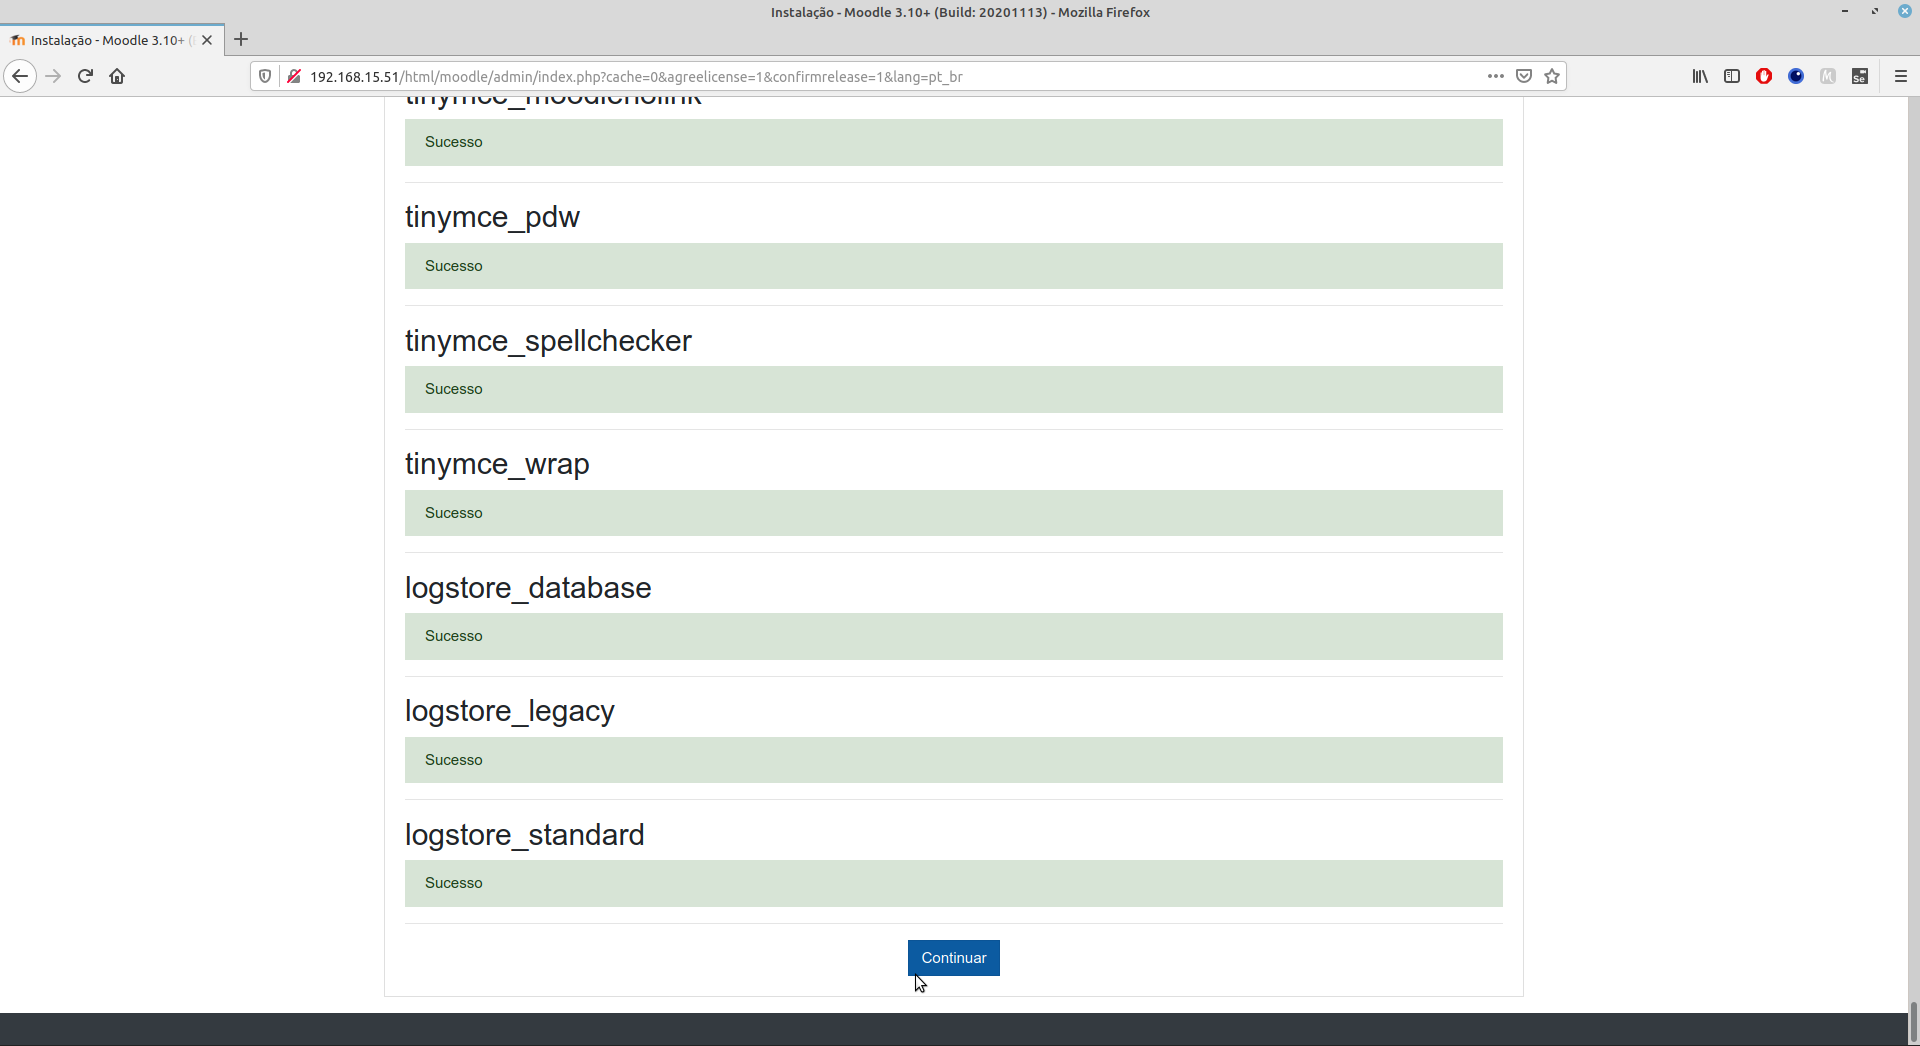 Instalação - Moodle 3.10+ (Build: 20201113) - Mozilla Firefox
Instalação - Moodle 3.10+ (
192.168.15.51/html/moodle/admin/index.php?cache=0&agreelicense=1&confirmrelease=1&lang=pt_br
tinymce_moodlenolink
Sucesso
tinymce_pdw
Sucesso
tinymce_spellchecker
Sucesso
tinymce_wrap
Sucesso
logstore_database
Sucesso
logstore_legacy
Sucesso
logstore_standard
Sucesso
Continuar